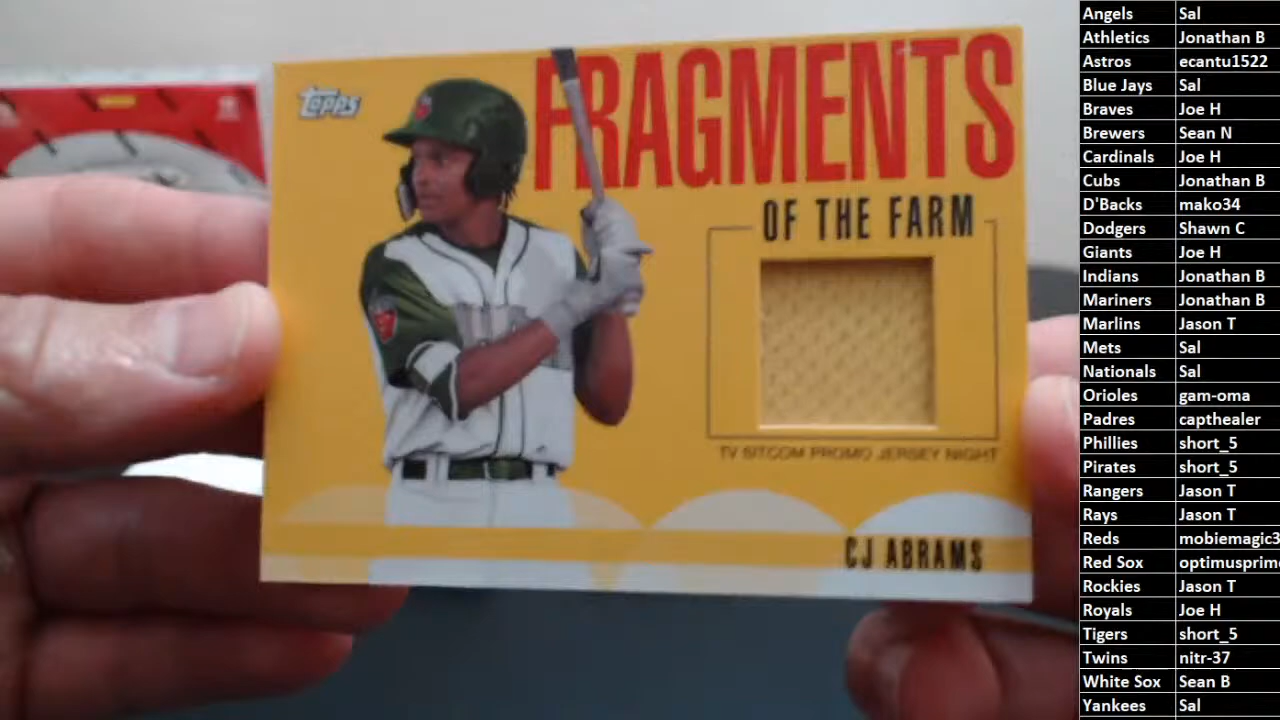 Topps
FRAGMENTS
OF THE FARM
TV SITCOM PROMO JERSEY NIGHT
CJ ABRAMS
Angels Sal
Athletics Jonathan B
Astros ecantu1522
Blue Jays Sal
Braves Joe H
Brewers Sean N
Cardinals Joe H
Cubs Jonathan B
D'Backs mako34
Dodgers Shawn C
Giants Joe H
Indians Jonathan B
Mariners Jonathan B
Marlins Jason T
Mets Sal
Nationals Sal
Orioles gam-oma
Padres capthealer
Phillies short_5
Pirates short_5
Rangers Jason T
Rays Jason T
Reds mobiemagic3
Red Sox optimusprime
Rockies Jason T
Royals Joe H
Tigers short_5
Twins nitr-37
White Sox Sean B
Yankees Sal